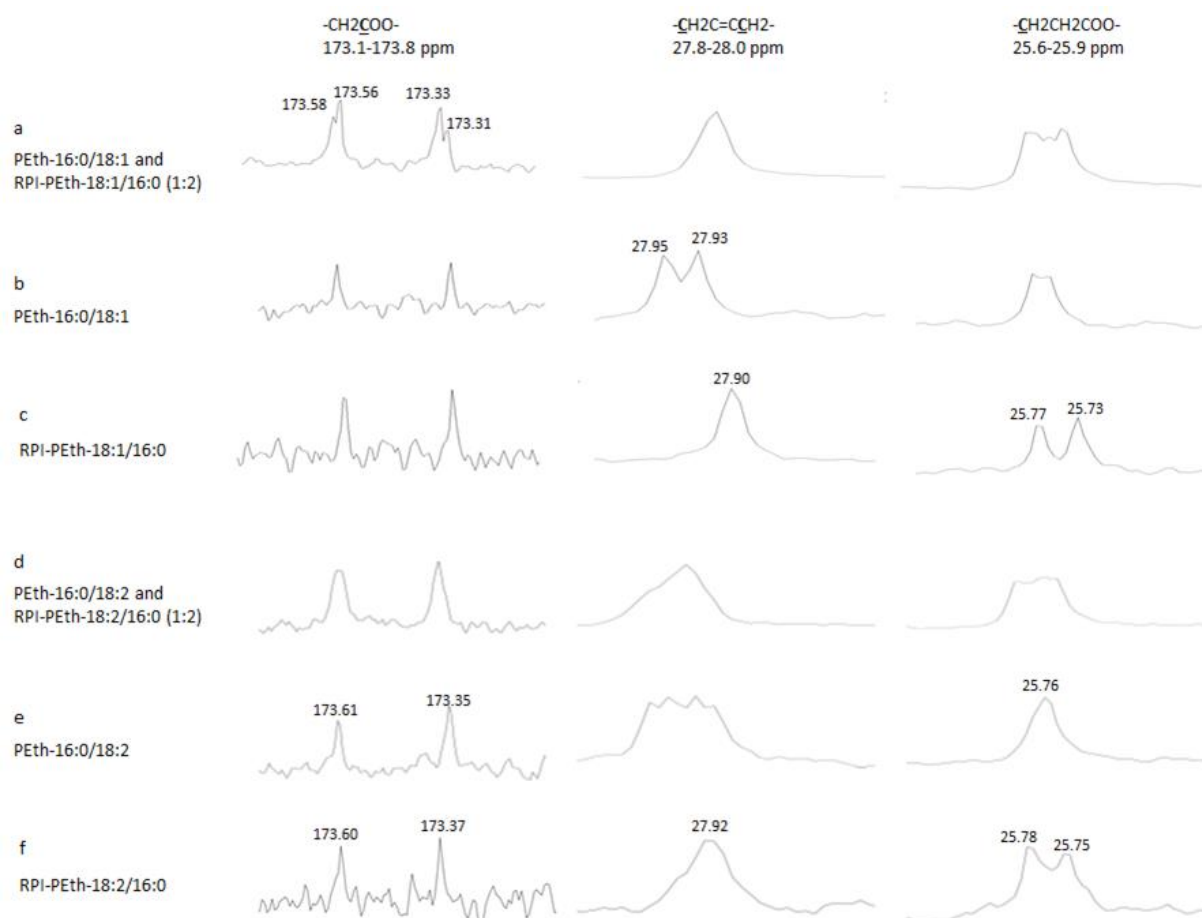 -CH2COO-
173.1-173.8 ppm
-CH2C=CCH2-
27.8-28.0 ppm
-CH2CH2COO-
25.6-25.9 ppm
173.58
173.56
173.33
173.31
a
PEth-16:0/18:1 and
RPI-PEth-18:1/16:0 (1:2)
27.95
27.93
b
PEth-16:0/18:1
27.90
25.77
25.73
c
RPI-PEth-18:1/16:0
d
PEth-16:0/18:2 and
RPI-PEth-18:2/16:0 (1:2)
173.61
173.35
25.76
e
PEth-16:0/18:2
173.60
173.37
27.92
25.78
25.75
f
RPI-PEth-18:2/16:0